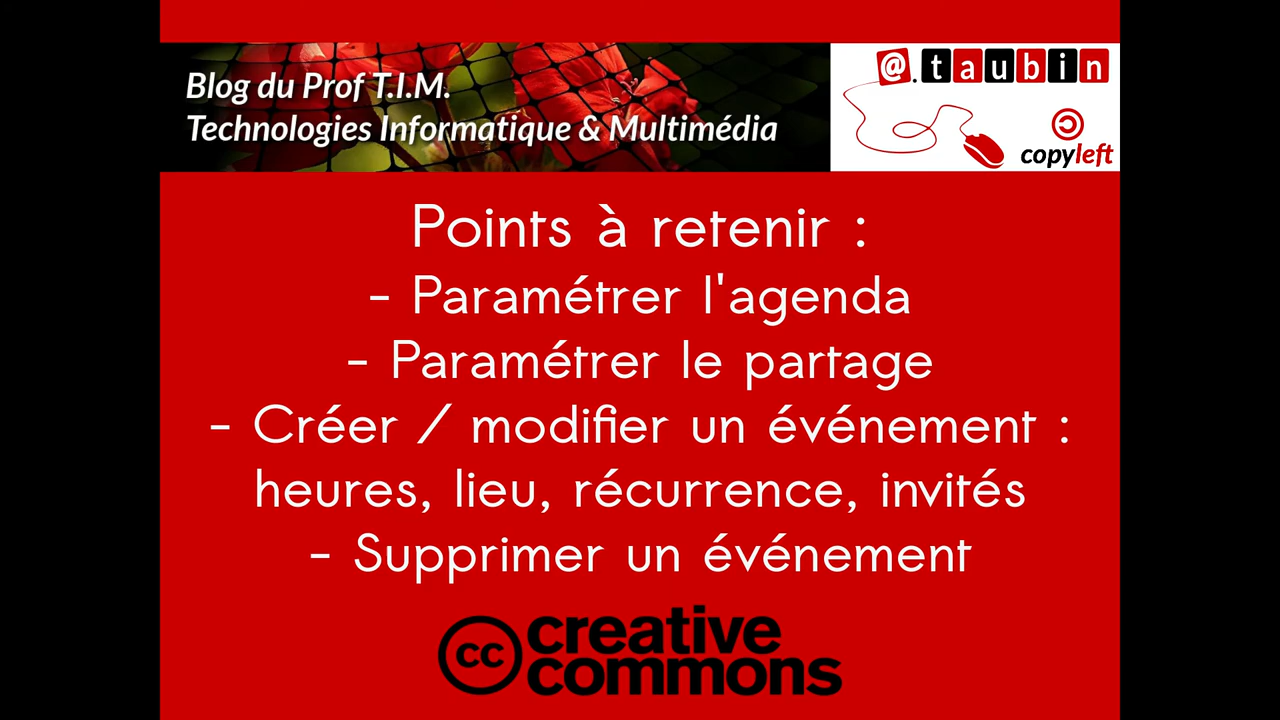 Blog du Prof T.I.M.
Technologies Informatique & Multimédia
@.taubin
copyleft
Points à retenir :
- Paramétrer l'agenda
- Paramétrer le partage
- Créer / modifier un événement :
heures, lieu, récurrence, invités
- Supprimer un événement
cc creative
commons